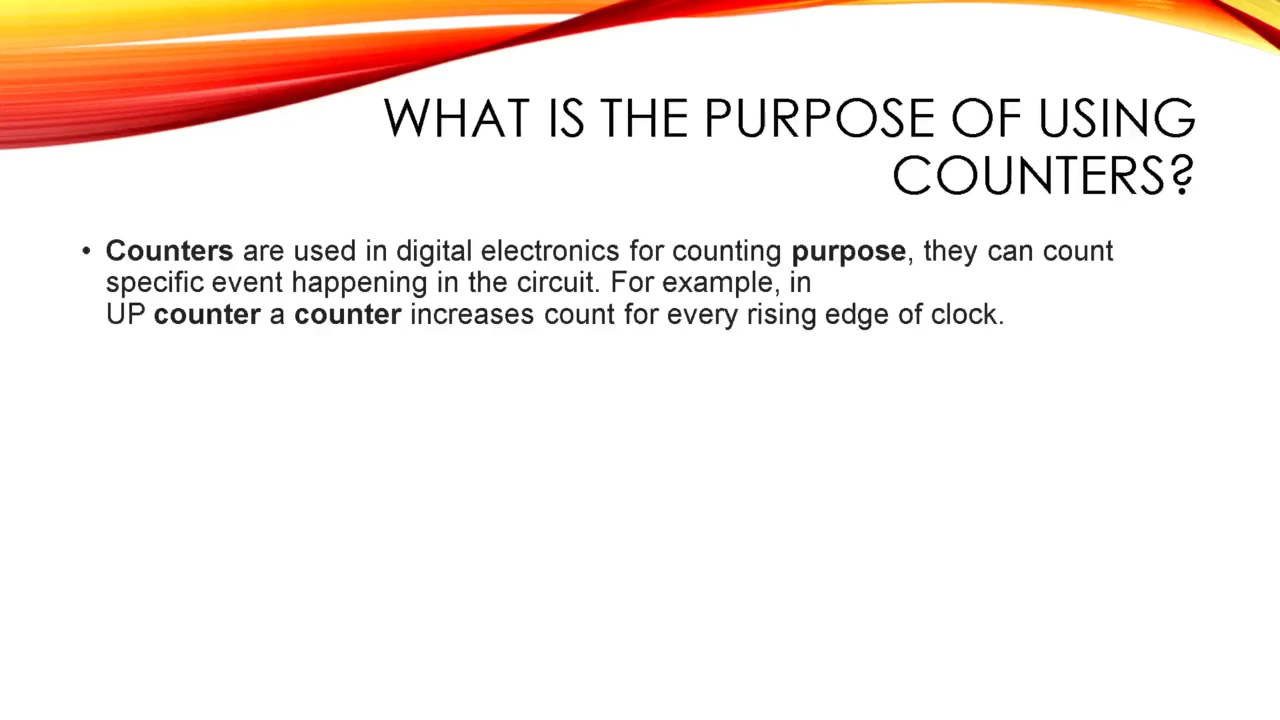 WHAT IS THE PURPOSE OF USING
COUNTERS?
• Counters are used in digital electronics for counting purpose, they can count
specific event happening in the circuit. For example, in
UP counter a counter increases count for every rising edge of clock.